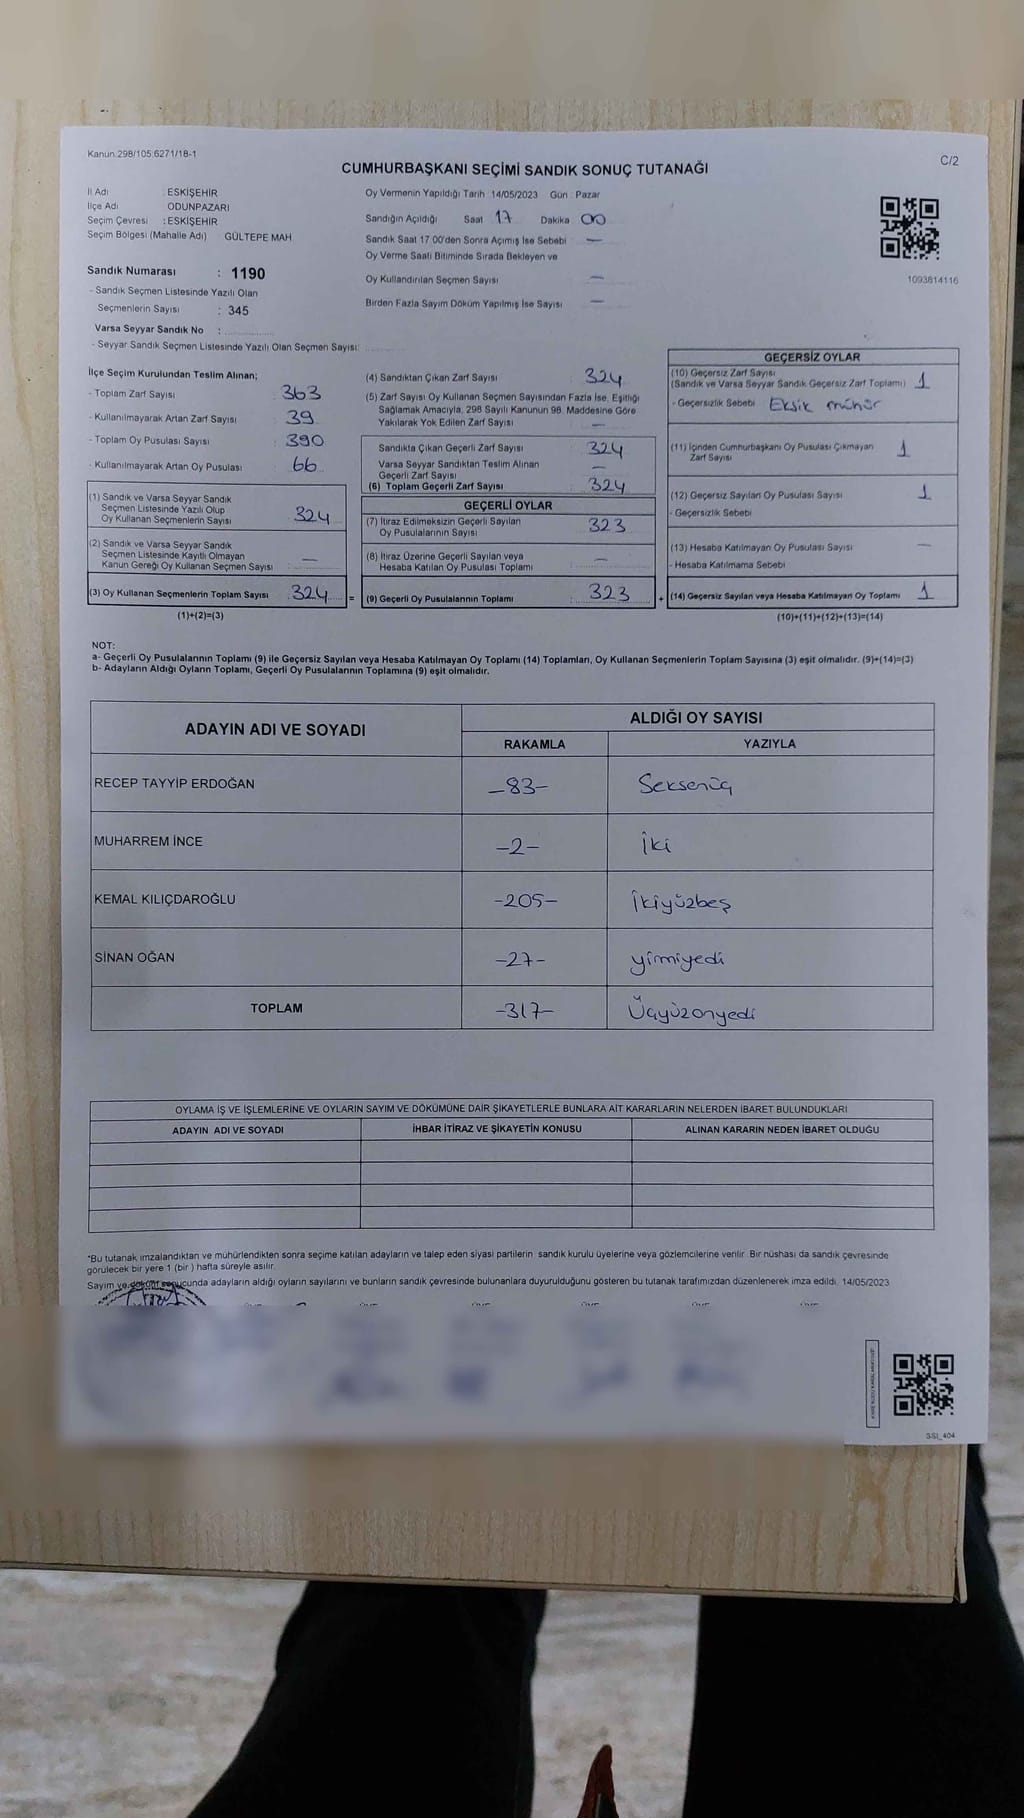 Kanun.298/105;6271/18-1
C/2
CUMHURBAŞKANI SEÇİMİ SANDIK SONUÇ TUTANAĞI
İl Adı : ESKİŞEHİR
İlçe Adı : ODUNPAZARI
Seçim Çevresi : ESKİŞEHİR
Seçim Bölgesi (Mahalle Adı) GÜLTEPE MAH
Sandık Numarası : 1190
- Sandık Seçmen Listesinde Yazılı Olan
Seçmenlerin Sayısı : 345
Varsa Seyyar Sandık No :
- Seyyar Sandık Seçmen Listesinde Yazılı Olan Seçmen Sayısı:
Oy Vermenin Yapıldığı Tarih 14/05/2023 Gün : Pazar
Sandığın Açıldığı Saat 17 Dakika 00
Sandık Saat 17.00'den Sonra Açımış İse Sebebi —
Oy Verme Saati Bitiminde Sırada Bekleyen ve
Oy Kullandırılan Seçmen Sayısı —
Birden Fazla Sayım Döküm Yapılmış İse Sayısı —
1093814116
İlçe Seçim Kurulundan Teslim Alınan;
- Toplam Zarf Sayısı 363
- Kullanılmayarak Artan Zarf Sayısı 39
- Toplam Oy Pusulası Sayısı 390
- Kullanılmayarak Artan Oy Pusulası 66
(1) Sandık ve Varsa Seyyar Sandık
Seçmen Listesinde Yazılı Olup
Oy Kullanan Seçmenlerin Sayısı 324
(2) Sandık ve Varsa Seyyar Sandık
Seçmen Listesinde Kayıtlı Olmayan
Kanun Gereği Oy Kullanan Seçmen Sayısı —
(3) Oy Kullanan Seçmenlerin Toplam Sayısı : 324 =
(1)+(2)=(3)
(4) Sandıktan Çıkan Zarf Sayısı 324
(5) Zarf Sayısı Oy Kullanan Seçmen Sayısından Fazla İse, Eşitliği
Sağlamak Amacıyla, 298 Sayılı Kanunun 98. Maddesine Göre
Yakılarak Yok Edilen Zarf Sayısı —
Sandıkta Çıkan Geçerli Zarf Sayısı 324
Varsa Seyyar Sandıktan Teslim Alınan
Geçerli Zarf Sayısı —
(6) Toplam Geçerli Zarf Sayısı 324
GEÇERLİ OYLAR
(7) İtiraz Edilmeksizin Geçerli Sayılan
Oy Pusulalarının Sayısı 323
(8) İtiraz Üzerine Geçerli Sayılan veya
Hesaba Katılan Oy Pusulası Toplamı —
(9) Geçerli Oy Pusulalarının Toplamı 323 +
GEÇERSİZ OYLAR
(10) Geçersiz Zarf Sayısı
(Sandık ve Varsa Seyyar Sandık Geçersiz Zarf Toplamı) 1
- Geçersizlik Sebebi Eksik mühür
(11) İçinden Cumhurbaşkanı Oy Pusulası Çıkmayan
Zarf Sayısı 1
(12) Geçersiz Sayılan Oy Pusulası Sayısı 1
- Geçersizlik Sebebi
(13) Hesaba Katılmayan Oy Pusulası Sayısı —
- Hesaba Katılmama Sebebi
(14) Geçersiz Sayılan veya Hesaba Katılmayan Oy Toplamı 1
(10)+(11)+(12)+(13)=(14)
NOT:
a- Geçerli Oy Pusulalarının Toplamı (9) ile Geçersiz Sayılan veya Hesaba Katılmayan Oy Toplamı (14) Toplamları, Oy Kullanan Seçmenlerin Toplam Sayısına (3) eşit olmalıdır. (9)+(14)=(3)
b- Adayların Aldığı Oyların Toplamı, Geçerli Oy Pusulalarının Toplamına (9) eşit olmalıdır.
ADAYIN ADI VE SOYADI
ALDIĞI OY SAYISI
RAKAMLA YAZIYLA
RECEP TAYYİP ERDOĞAN -83- Seksenüç
MUHARREM İNCE -2- İki
KEMAL KILIÇDAROĞLU -205- İkiyüzbeş
SİNAN OĞAN -27- yirmiyedi
TOPLAM -317- Üçyüzonyedi
OYLAMA İŞ VE İŞLEMLERİNE VE OYLARIN SAYIM VE DÖKÜMÜNE DAİR ŞİKAYETLERLE BUNLARA AİT KARARLARIN NELERDEN İBARET BULUNDUKLARI
ADAYIN ADI VE SOYADI İHBAR İTİRAZ VE ŞİKAYETİN KONUSU ALINAN KARARIN NEDEN İBARET OLDUĞU
*Bu tutanak imzalandıktan ve mühürlendikten sonra seçime katılan adayların ve talep eden siyasi partilerin sandık kurulu üyelerine veya gözlemcilerine verilir. Bir nüshası da sandık çevresinde
görülecek bir yere 1 (bir ) hafta süreyle asılır.
Sayım ve döküm sonucunda adayların aldığı oyların sayılarını ve bunların sandık çevresinde bulunanlara duyurulduğunu gösteren bu tutanak tarafımızdan düzenlenerek imza edildi. 14/05/2023
SSI_404